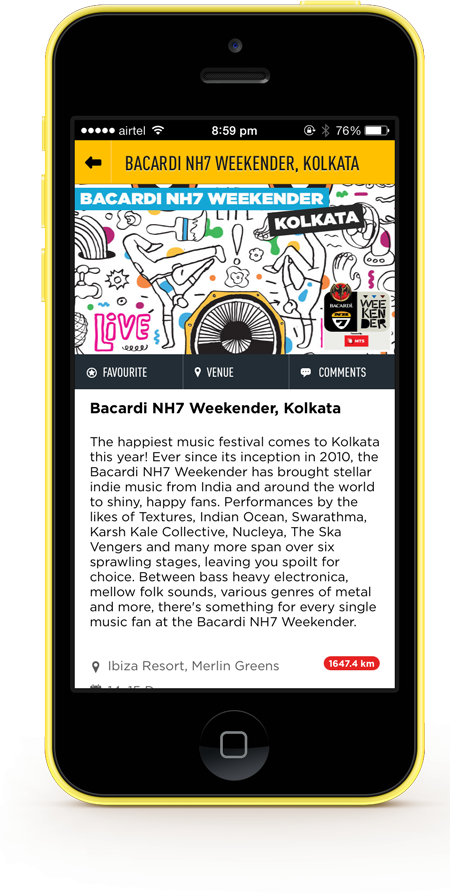 airtel 8:59 pm 76%
BACARDI NH7 WEEKENDER, KOLKATA
BACARDI NH7 WEEKENDER
KOLKATA
LIFE
LIVE
BACARDI
NH
7
WEE
KEN
DER
MTS
FAVOURITE VENUE COMMENTS
Bacardi NH7 Weekender, Kolkata
The happiest music festival comes to Kolkata
this year! Ever since its inception in 2010, the
Bacardi NH7 Weekender has brought stellar
indie music from India and around the world
to shiny, happy fans. Performances by the
likes of Textures, Indian Ocean, Swarathma,
Karsh Kale Collective, Nucleya, The Ska
Vengers and many more span over six
sprawling stages, leaving you spoilt for
choice. Between bass heavy electronica,
mellow folk sounds, various genres of metal
and more, there's something for every single
music fan at the Bacardi NH7 Weekender.
Ibiza Resort, Merlin Greens 1647.4 km